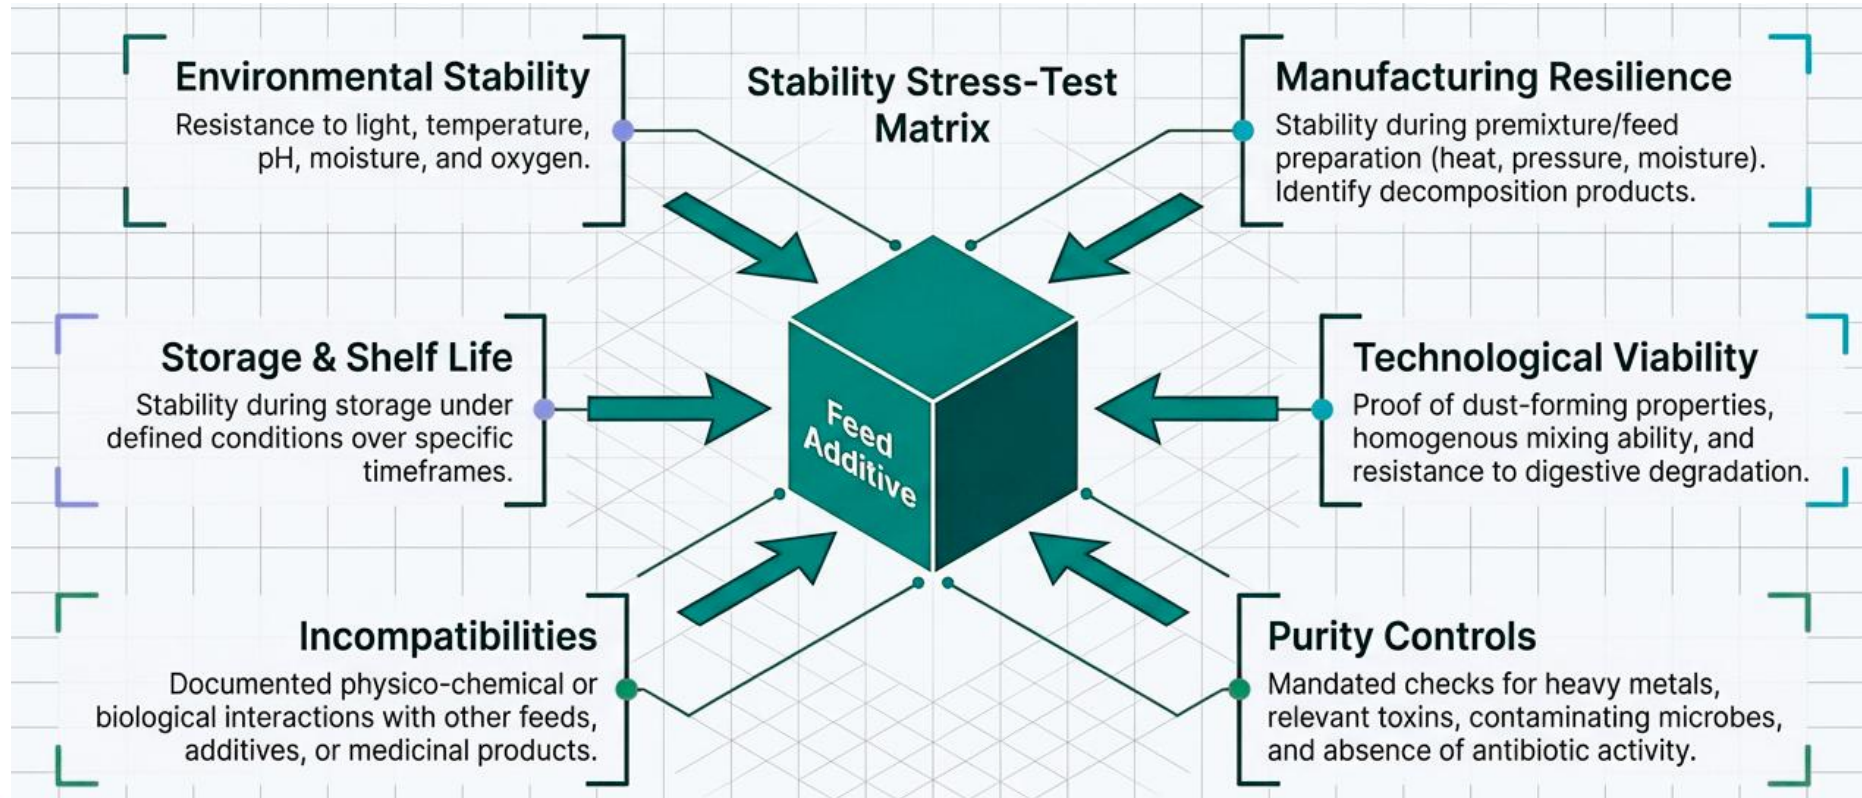 Stability Stress-Test
Matrix
Environmental Stability
Resistance to light, temperature,
pH, moisture, and oxygen.
Manufacturing Resilience
Stability during premixture/feed
preparation (heat, pressure, moisture).
Identify decomposition products.
Storage & Shelf Life
Stability during storage under
defined conditions over specific
timeframes.
Feed
Additive
Technological Viability
Proof of dust-forming properties,
homogenous mixing ability, and
resistance to digestive degradation.
Incompatibilities
Documented physico-chemical or
biological interactions with other feeds,
additives, or medicinal products.
Purity Controls
Mandated checks for heavy metals,
relevant toxins, contaminating microbes,
and absence of antibiotic activity.